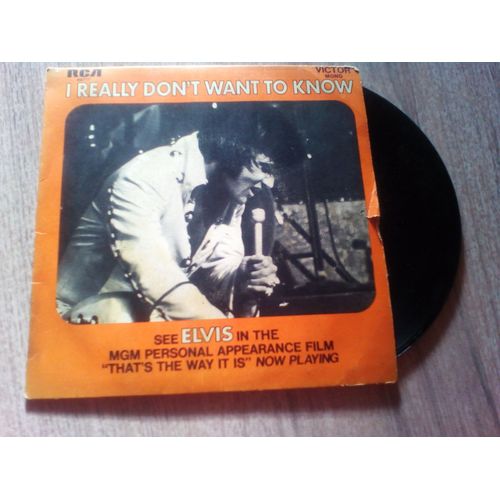 RCA
VICTOR
MONO
I REALLY DON'T WANT TO KNOW
SEE ELVIS IN THE
MGM PERSONAL APPEARANCE FILM
"THAT'S THE WAY IT IS" NOW PLAYING